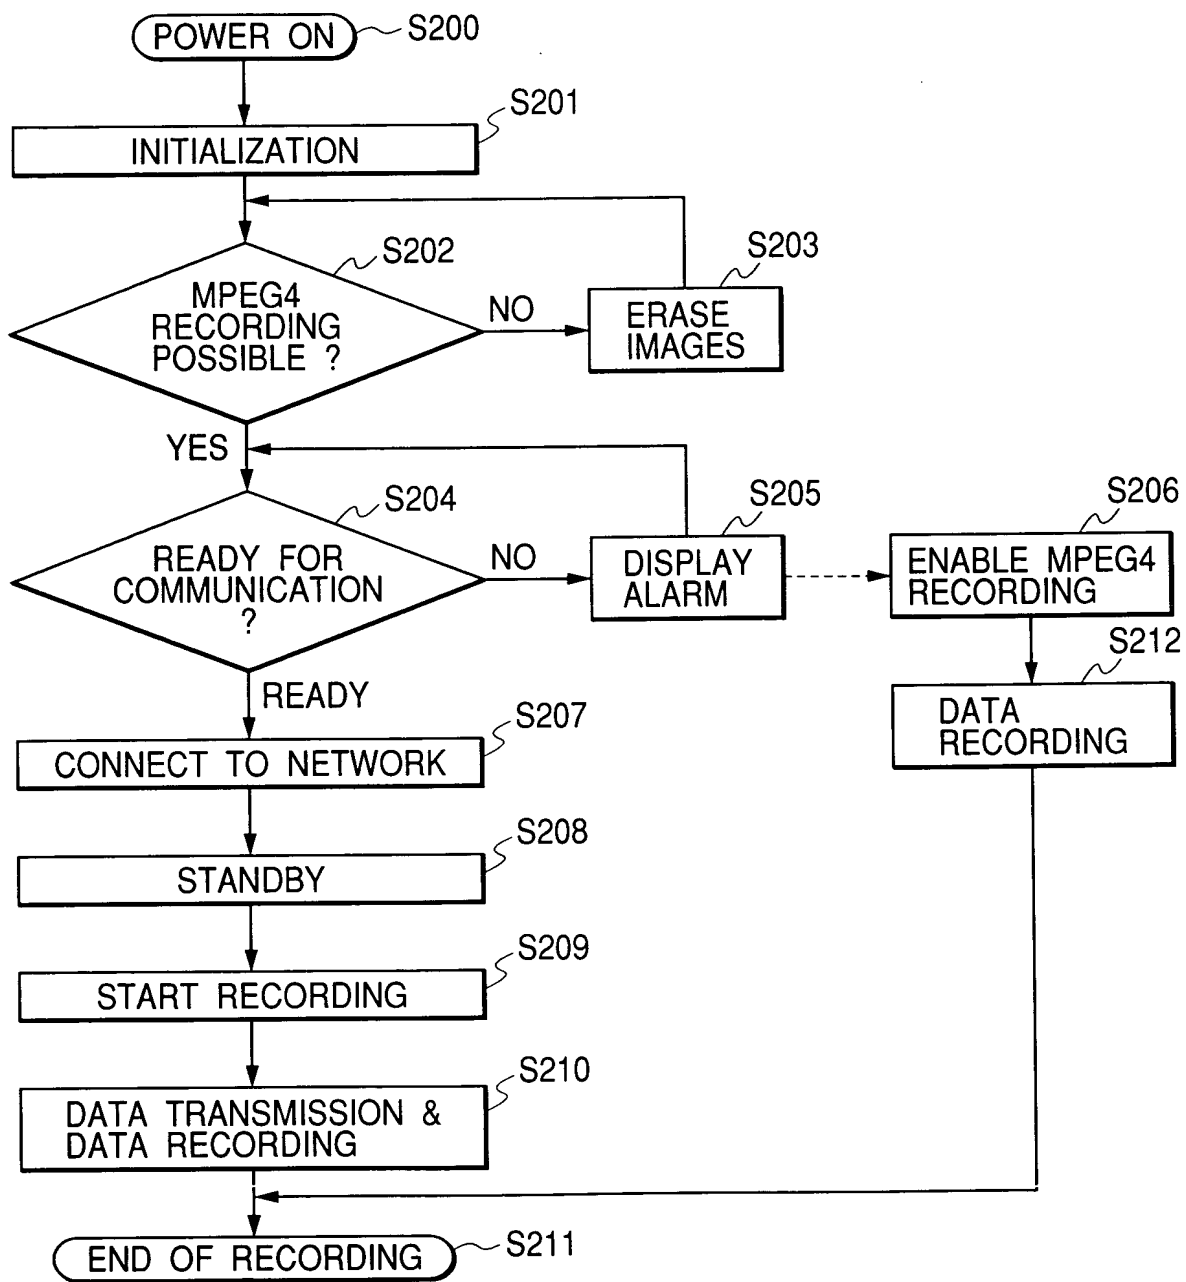 POWER ON
S200
S201
INITIALIZATION
S202
MPEG4
RECORDING
POSSIBLE ?
NO
S203
ERASE
IMAGES
YES
S204
READY FOR
COMMUNICATION
?
NO
S205
DISPLAY
ALARM
S206
ENABLE MPEG4
RECORDING
S212
DATA
RECORDING
READY
S207
CONNECT TO NETWORK
S208
STANDBY
S209
START RECORDING
S210
DATA TRANSMISSION &
DATA RECORDING
END OF RECORDING
S211